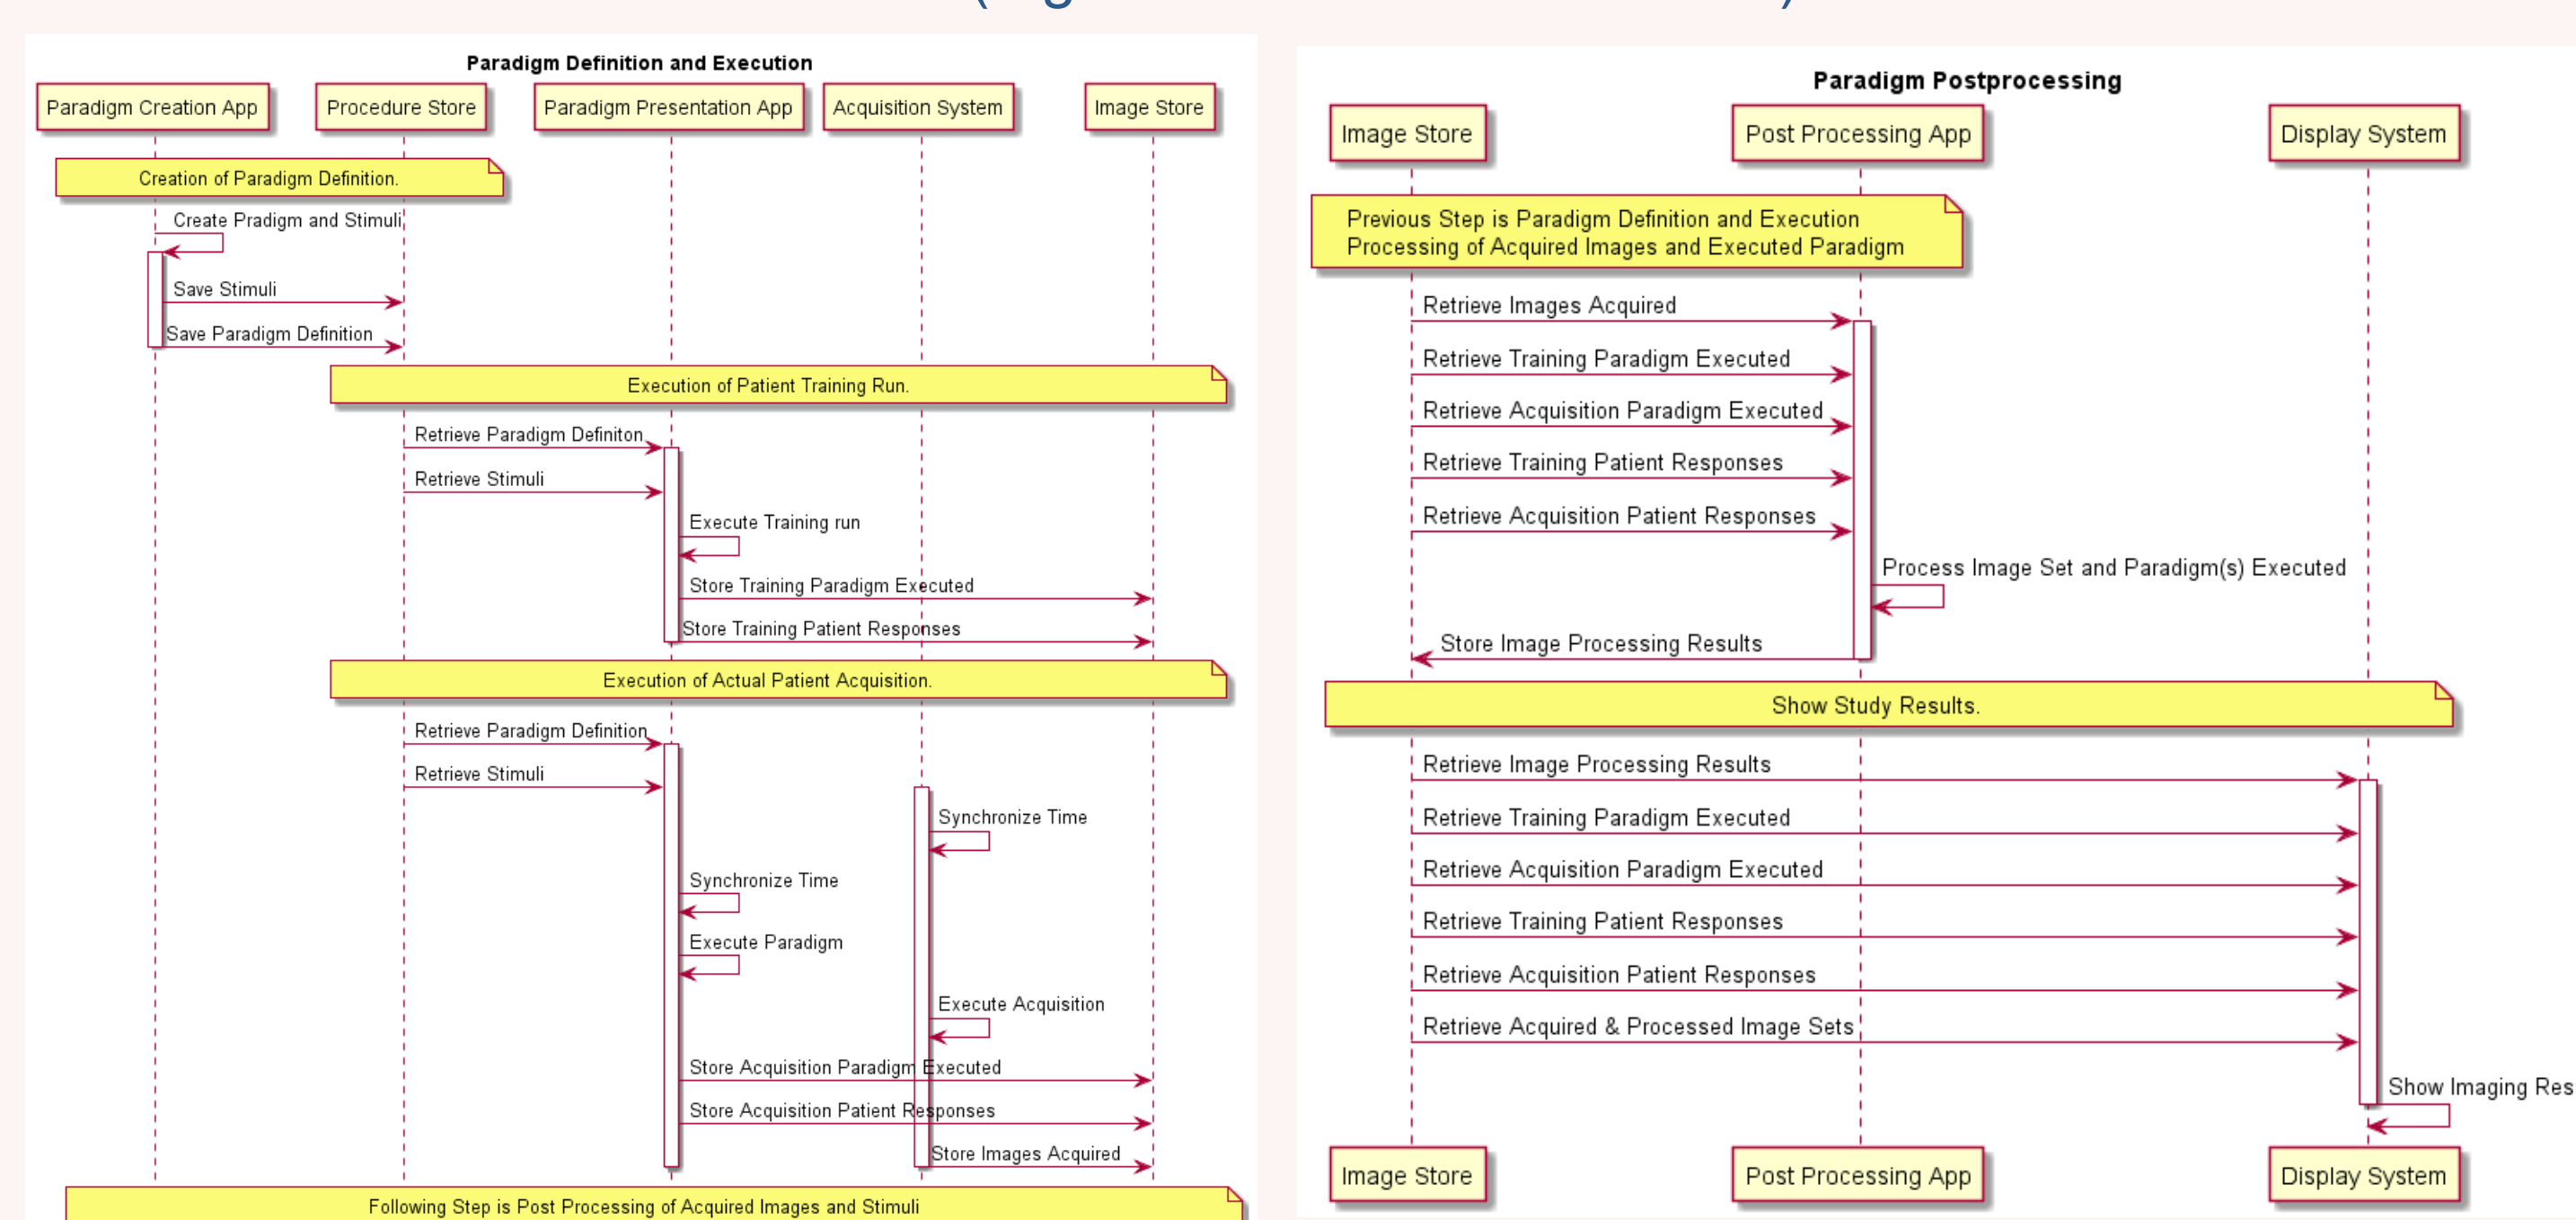 Paradigm Definition and Execution
Paradigm Creation App
Procedure Store
Paradigm Presentation App
Acquisition System
Image Store
Creation of Paradigm Definition.
Create Pradigm and Stimuli
Save Stimuli
Save Paradigm Definition
Execution of Patient Training Run.
Retrieve Paradigm Definiton
Retrieve Stimuli
Execute Training run
Store Training Paradigm Executed
Store Training Patient Responses
Execution of Actual Patient Acquisition.
Retrieve Paradigm Definition
Retrieve Stimuli
Synchronize Time
Synchronize Time
Execute Paradigm
Execute Acquisition
Store Acquisition Paradigm Executed
Store Acquisition Patient Responses
Store Images Acquired
Following Step is Post Processing of Acquired Images and Stimuli
Paradigm Postprocessing
Image Store
Post Processing App
Display System
Previous Step is Paradigm Definition and Execution
Processing of Acquired Images and Executed Paradigm
Retrieve Images Acquired
Retrieve Training Paradigm Executed
Retrieve Acquisition Paradigm Executed
Retrieve Training Patient Responses
Retrieve Acquisition Patient Responses
Process Image Set and Paradigm(s) Executed
Store Image Processing Results
Show Study Results.
Retrieve Image Processing Results
Retrieve Training Paradigm Executed
Retrieve Acquisition Paradigm Executed
Retrieve Training Patient Responses
Retrieve Acquisition Patient Responses
Retrieve Acquired & Processed Image Sets
Show Imaging Res
Image Store
Post Processing App
Display System